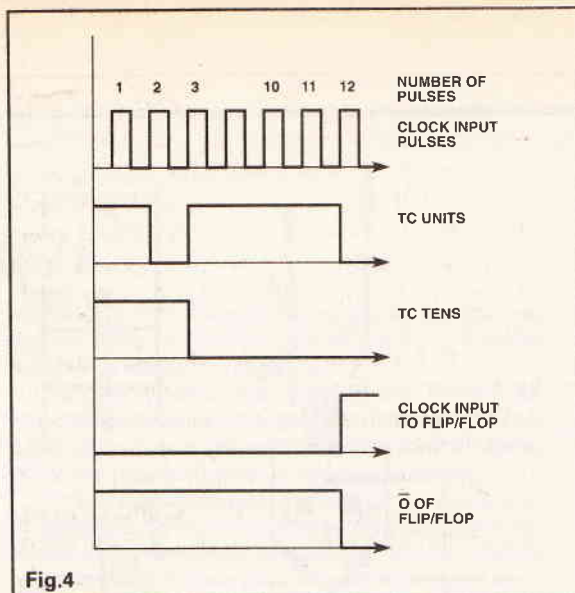 1 2 3 10 11 12
NUMBER OF
PULSES
CLOCK INPUT
PULSES
TC UNITS
TC TENS
CLOCK INPUT
TO FLIP/FLOP
O̅ OF
FLIP/FLOP
Fig.4